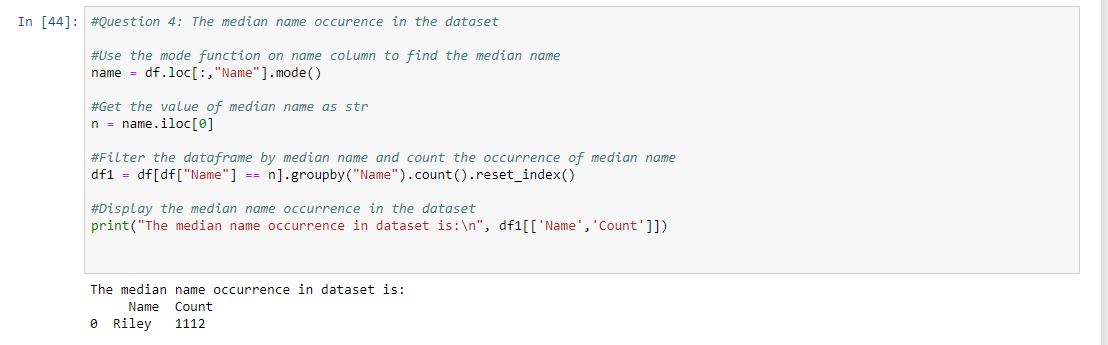 In [44]: #Question 4: The median name occurence in the dataset
#Use the mode function on name column to find the median name
name = df.loc[:,"Name"].mode()
#Get the value of median name as str
n = name.iloc[0]
#Filter the dataframe by median name and count the occurrence of median name
df1 = df[df["Name"] == n].groupby("Name").count().reset_index()
#Display the median name occurrence in the dataset
print("The median name occurrence in dataset is:\n", df1[['Name','Count']])
The median name occurrence in dataset is:
Name Count
0 Riley 1112